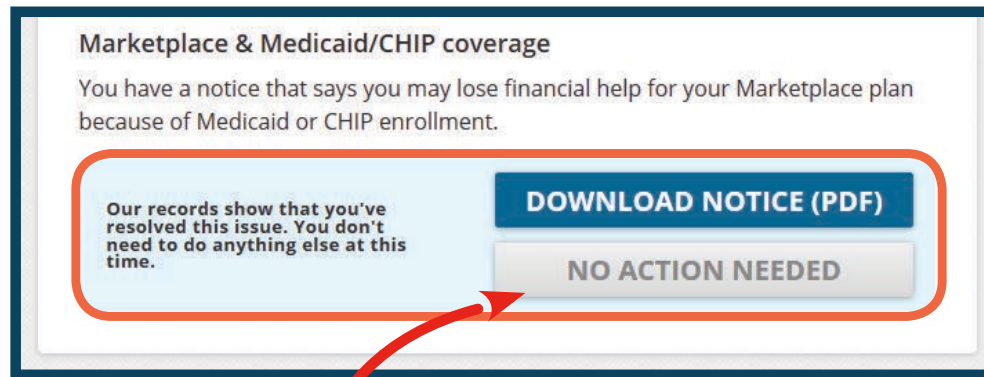 Marketplace & Medicaid/CHIP coverage
You have a notice that says you may lose financial help for your Marketplace plan
because of Medicaid or CHIP enrollment.
Our records show that you've
resolved this issue. You don't
need to do anything else at this
time.
DOWNLOAD NOTICE (PDF)
NO ACTION NEEDED